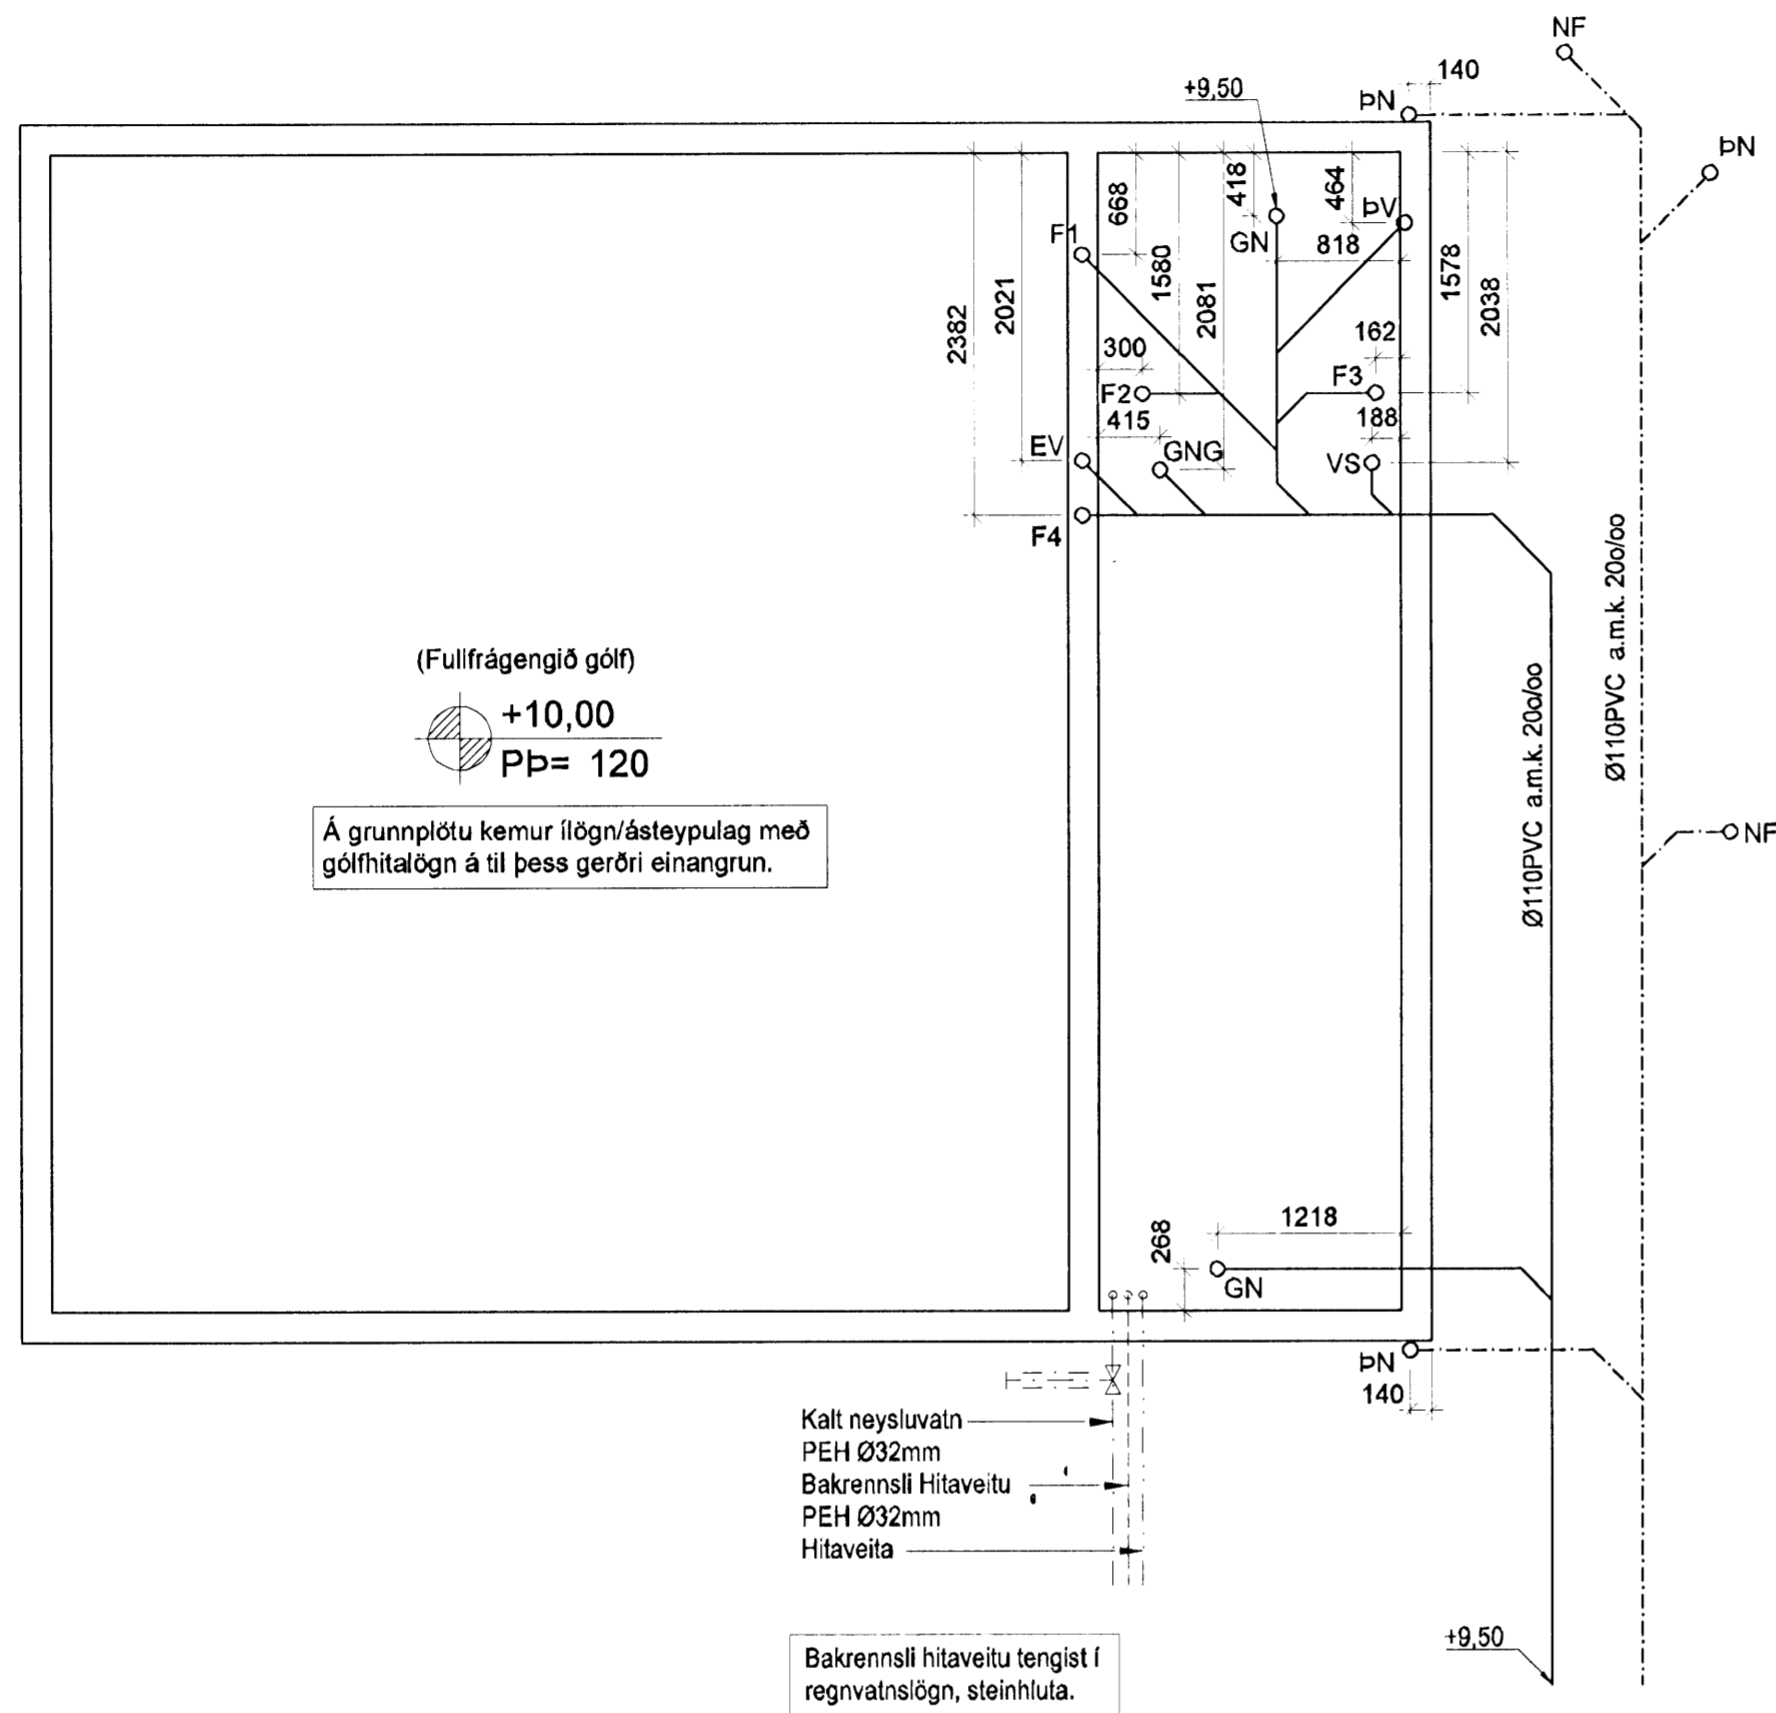 NF
140
+9,50
ÞN
ÞN
668
418
464
ÞV
F1
GN
818
1580
2081
1578
2038
2021
2382
162
300
F3
F2
188
415
EV
GNG
VS
F4
Ø110PVC a.m.k. 20o/oo
Ø110PVC a.m.k. 20o/oo
(Fullfrágengið gólf)
+10,00
PÞ= 120
Á grunnplötu kemur ílögn/ásteypulag með
gólfhitalögn á til þess gerðri einangrun.
NF
1218
268
GN
ÞN
140
Kalt neysluvatn
PEH Ø32mm
Bakrennsli Hitaveitu
PEH Ø32mm
Hitaveita
+9,50
Bakrennsli hitaveitu tengist í
regnvatnslögn, steinhluta.